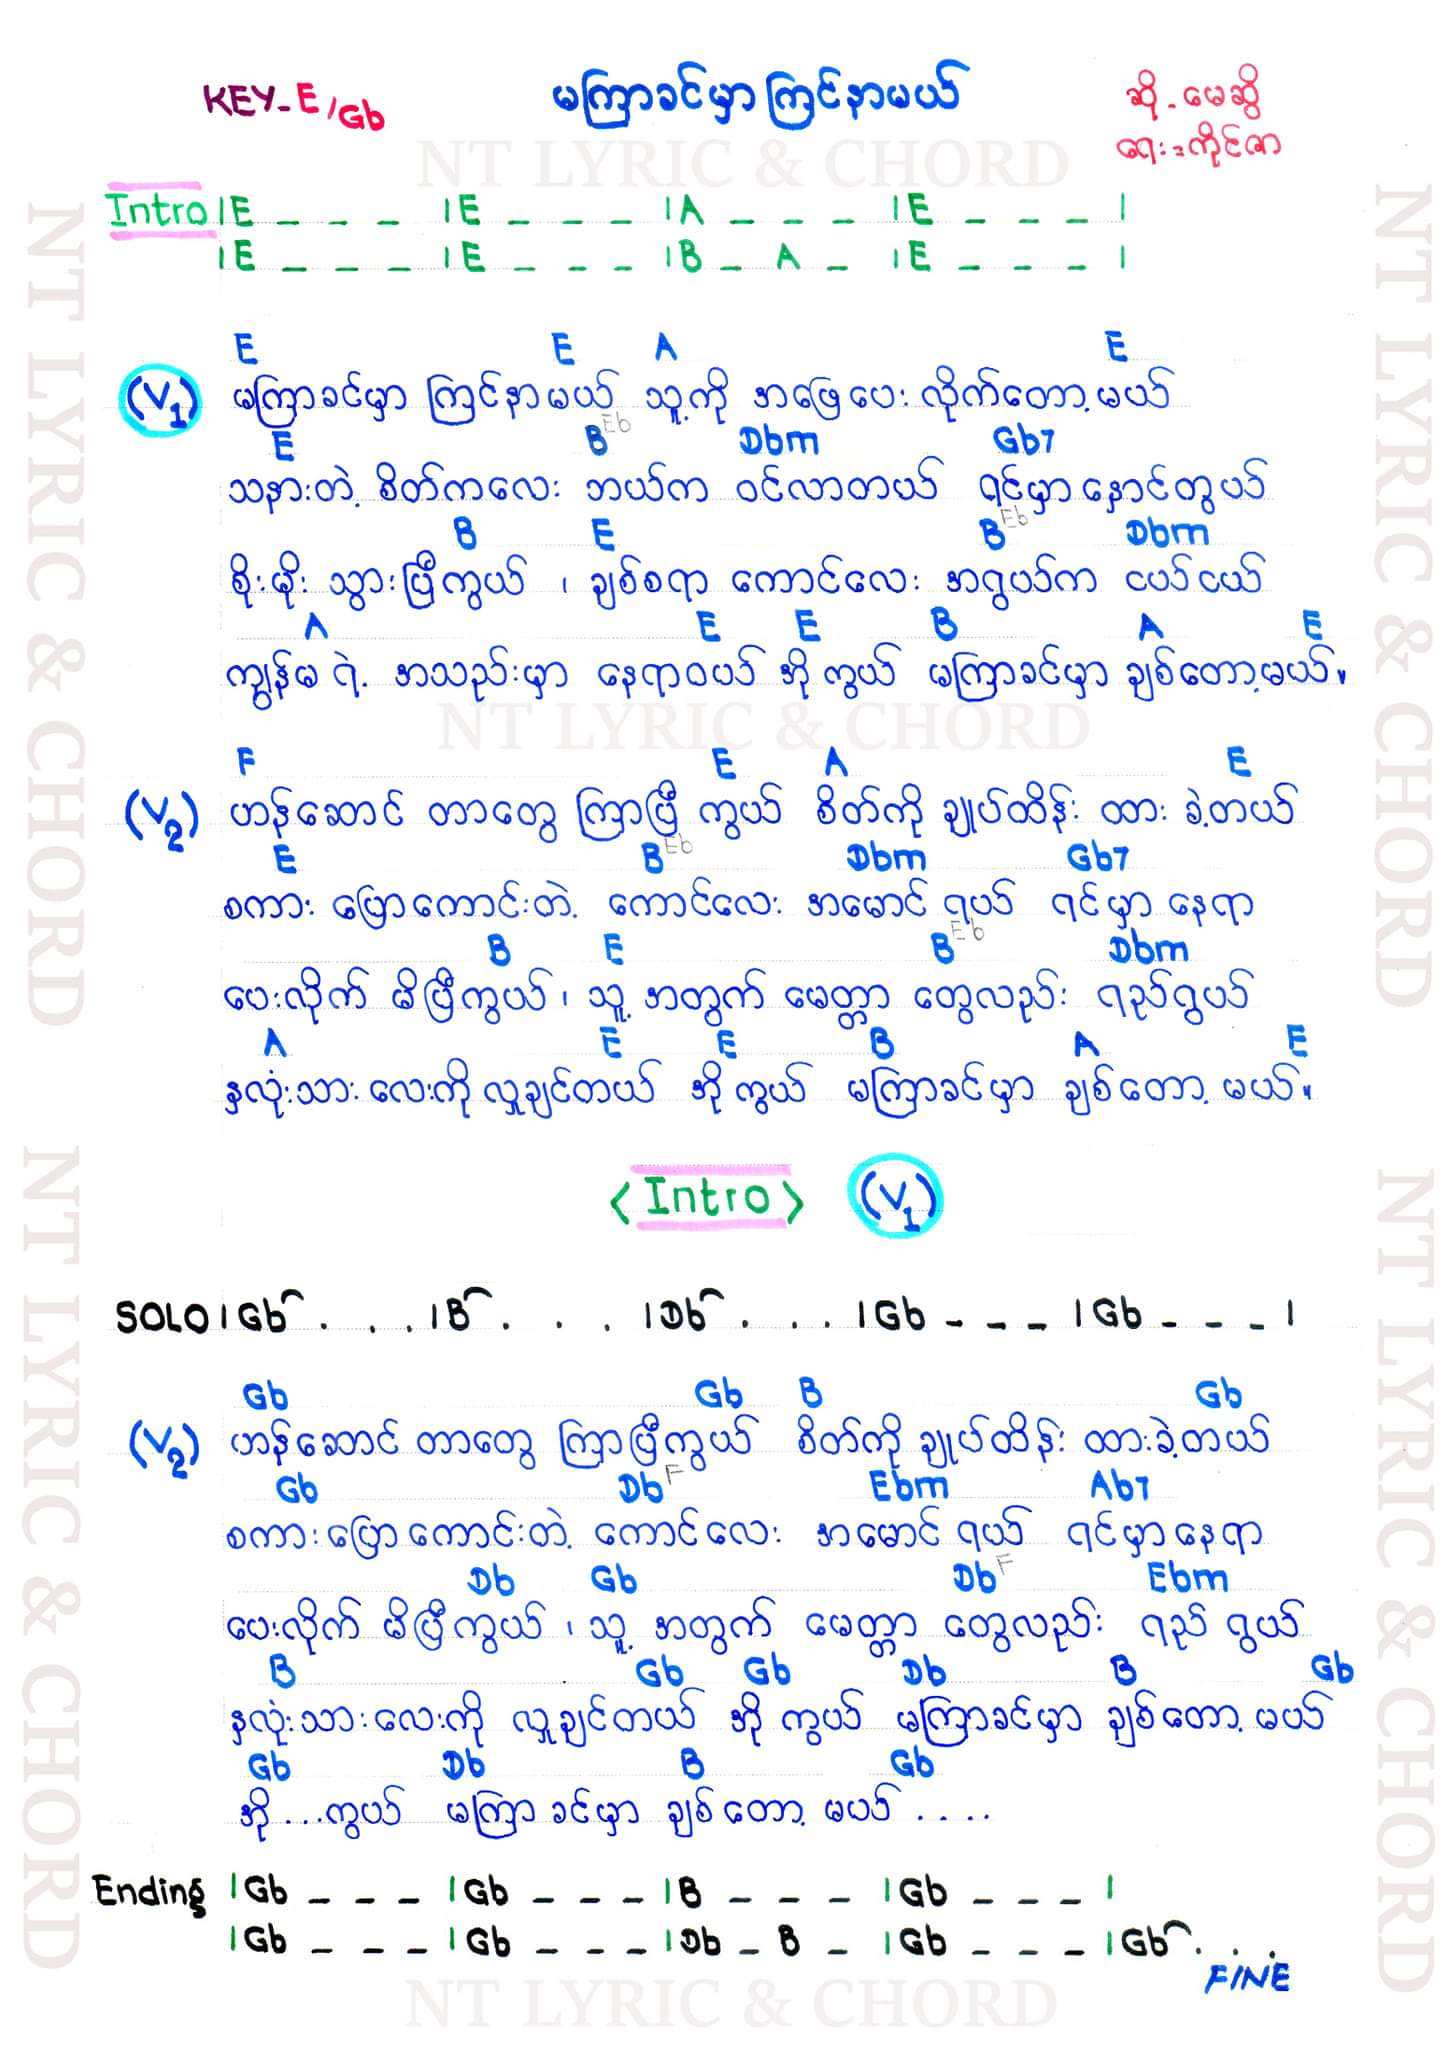 KEY - E / Gb
မကြာခင်မှာ ကြင်နာမယ်
ဆို - မေဆွိ
ရေး - ကိုင်ဇာ
NT LYRIC & CHORD
Intro | E _ _ _ | E _ _ _ | A _ _ _ | E _ _ _ |
| E _ _ _ | E _ _ _ | B _ A _ | E _ _ _ |
E E A E
(V1) မကြာခင်မှာ ကြင်နာမယ် သူ့ကို အဖြေပေး လိုက်တော့မယ်
E B Eb Dbm Gb7
သနားတဲ့ စိတ်ကလေး ဘယ်က ဝင်လာတယ် ရင်မှာ နှောင်တွယ်
B E B Eb Dbm
စိုးမိုး သွားပြီကွယ် ၊ ချစ်စရာ ကောင်လေး အရွယ်က ငယ်ငယ်
A E E B A E
ကျွန်မ ရဲ့ အသည်းမှာ နေရာဝယ် အို ကွယ် မကြာခင်မှာ ချစ်တော့မယ်။
NT LYRIC & CHORD
F E A E
(V2) ဟန်ဆောင် တာတွေ ကြာပြီ ကွယ် စိတ်ကို ချုပ်ထိန်း ထား ခဲ့တယ်
E B Eb Dbm Gb7
စကား ပြောကောင်းတဲ့ ကောင်လေး အမောင် ရယ် ရင်မှာ နေရာ
B E B Eb Dbm
ပေးလိုက် မိပြီကွယ် ၊ သူ့ အတွက် မေတ္တာ တွေလည်း ရည်ရွယ်
A E E B A E
နှလုံးသား လေးကို လှူချင်တယ် အို ကွယ် မကြာခင်မှာ ချစ်တော့ မယ်။
< Intro > (V1)
SOLO | Gb . . . | B . . . | Db . . . | Gb _ _ _ | Gb _ _ _ |
Gb Gb B Gb
(V2) ဟန်ဆောင် တာတွေ ကြာပြီကွယ် စိတ်ကို ချုပ်ထိန်း ထားခဲ့တယ်
Gb Db F Ebm Ab7
စကားပြော ကောင်းတဲ့ ကောင်လေး အမောင် ရယ် ရင်မှာ နေရာ
Db Gb Db F Ebm
ပေးလိုက် မိပြီကွယ် ၊ သူ့ အတွက် မေတ္တာ တွေလည်း ရည် ရွယ်
B Gb Gb Db B Gb
နှလုံးသားလေးကို လှူချင်တယ် အို ကွယ် မကြာခင်မှာ ချစ်တော့ မယ်
Gb Db B Gb
အို ... ကွယ် မကြာ ခင်မှာ ချစ်တော့ မယ် ....
Ending | Gb _ _ _ | Gb _ _ _ | B _ _ _ | Gb _ _ _ |
| Gb _ _ _ | Gb _ _ _ | Db _ B _ | Gb _ _ _ | Gb . . .
FINE
NT LYRIC & CHORD
NT LYRIC & CHORD
NT LYRIC & CHORD
NT LYRIC & CHORD
NT LYRIC & CHORD